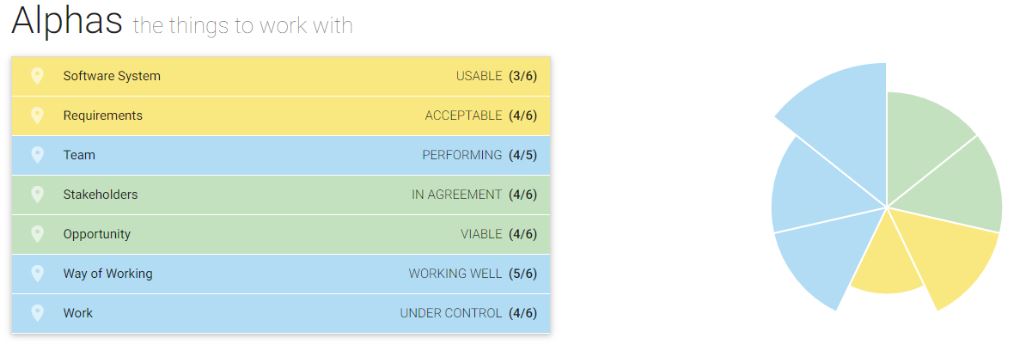 Alphas the things to work with
Software System USABLE (3/6)
Requirements ACCEPTABLE (4/6)
Team PERFORMING (4/5)
Stakeholders IN AGREEMENT (4/6)
Opportunity VIABLE (4/6)
Way of Working WORKING WELL (5/6)
Work UNDER CONTROL (4/6)